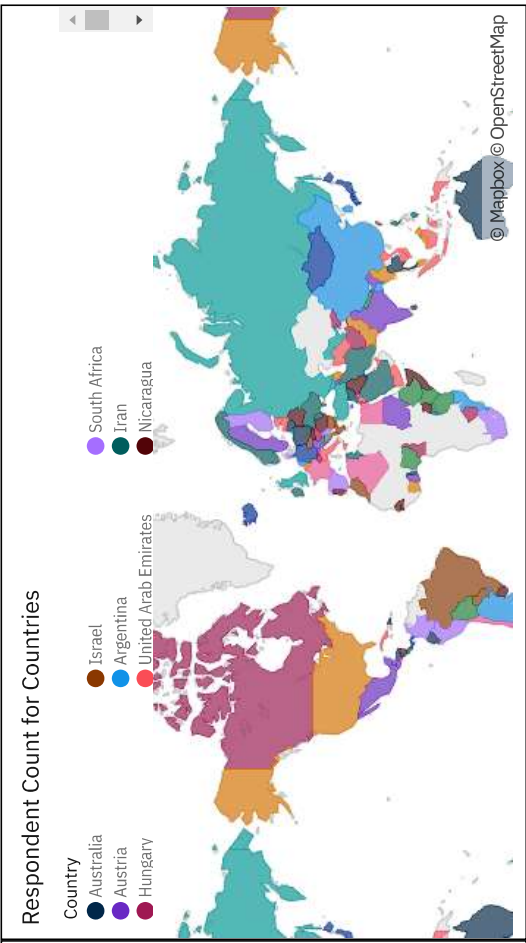 Respondent Count for Countries
Country
Australia
Israel
South Africa
Austria
Argentina
Iran
Hungary
United Arab Emirates
Nicaragua
© Mapbox © OpenStreetMap